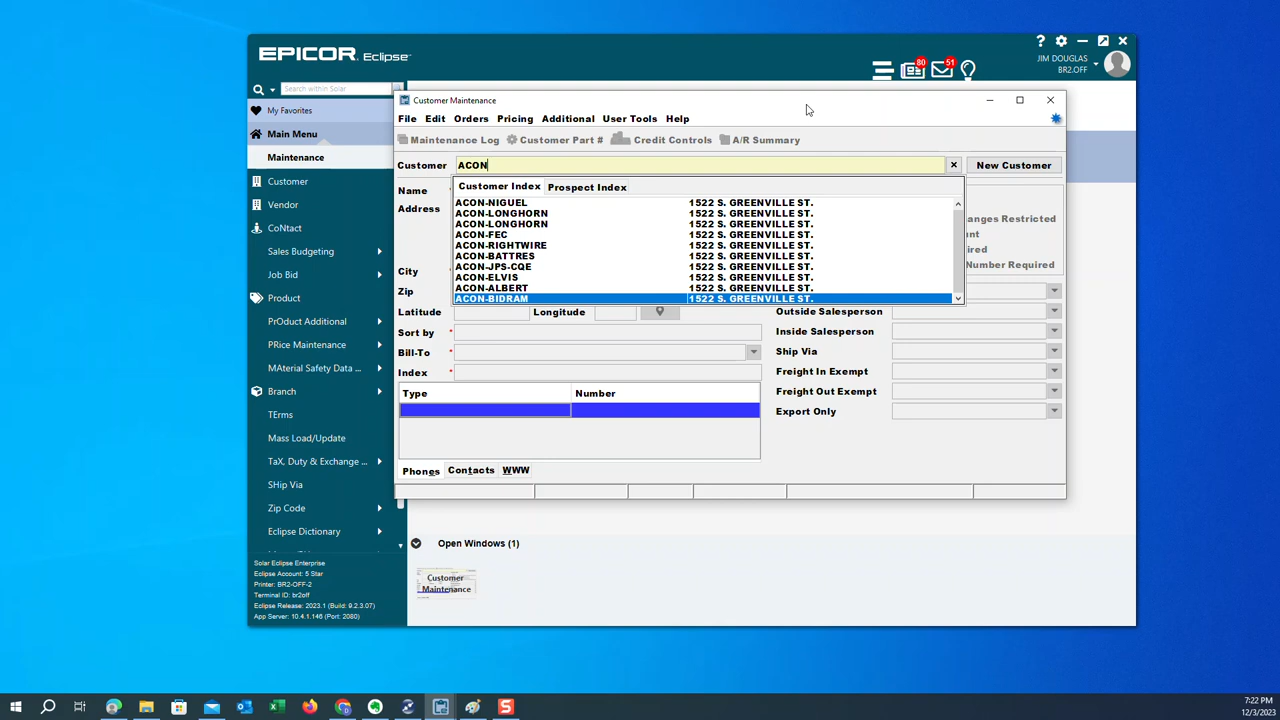 EPICOR Eclipse
? 
JIM DOUGLAS
BR2.OFF
80
51
Search within Solar
My Favorites
Main Menu
Maintenance
Customer
Vendor
CoNtact
Sales Budgeting
Job Bid
Product
PrOduct Additional
PRice Maintenance
MAterial Safety Data ...
Branch
TErms
Mass Load/Update
TaX, Duty & Exchange ...
SHip Via
Zip Code
Eclipse Dictionary
Solar Eclipse Enterprise
Eclipse Account: 5 Star
Printer: BR2-OFF-2
Terminal ID: br2off
Eclipse Release: 2023.1 (Build: 9.2.3.07)
App Server: 10.4.1.146 (Port: 2080)
Customer Maintenance
File Edit Orders Pricing Additional User Tools Help
Maintenance Log Customer Part # Credit Controls A/R Summary
Customer ACON New Customer
Customer Index Prospect Index
ACON-NIGUEL 1522 S. GREENVILLE ST.
ACON-LONGHORN 1522 S. GREENVILLE ST.
ACON-LONGHORN 1522 S. GREENVILLE ST.
ACON-FEC 1522 S. GREENVILLE ST.
ACON-RIGHTWIRE 1522 S. GREENVILLE ST.
ACON-BATTRES 1522 S. GREENVILLE ST.
ACON-JPS-CQE 1522 S. GREENVILLE ST.
ACON-ELVIS 1522 S. GREENVILLE ST.
ACON-ALBERT 1522 S. GREENVILLE ST.
ACON-BIDRAM 1522 S. GREENVILLE ST.
Name *
Address
City
Zip
Latitude Longitude
Sort by *
Bill-To *
Index *
anges Restricted
unt
ired
Number Required
Outside Salesperson
Inside Salesperson
Ship Via
Freight In Exempt
Freight Out Exempt
Export Only
Type Number
Phones Contacts WWW
Open Windows (1)
Customer
Maintenance
7:22 PM
12/3/2023